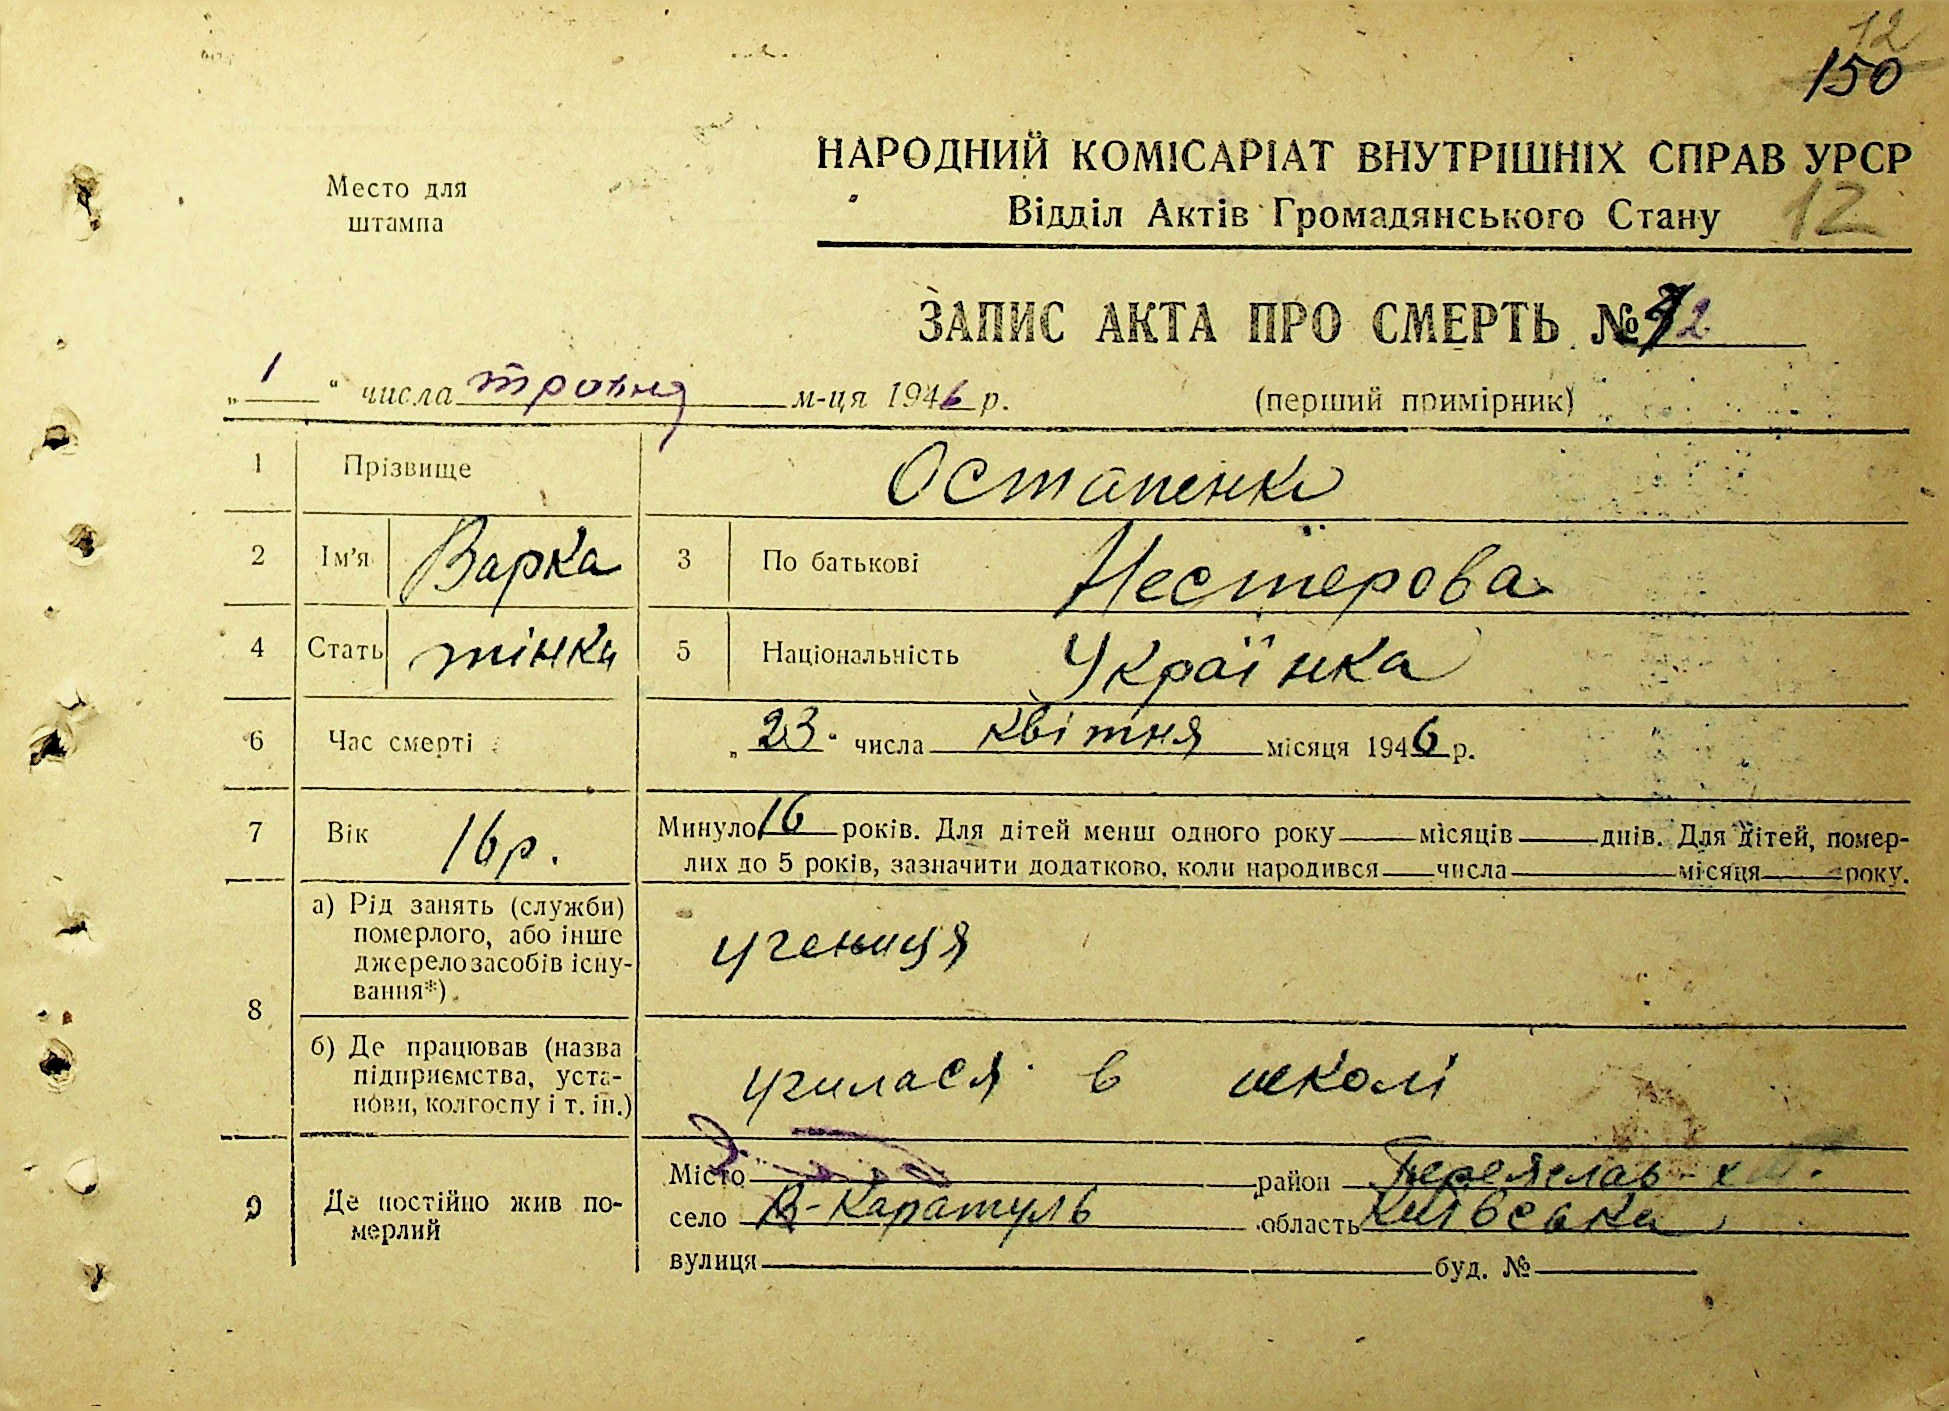 12
150
НАРОДНИЙ КОМІСАРІАТ ВНУТРІШНІХ СПРАВ УРСР
Место для штампа
Відділ Актів Громадянського Стану 12
ЗАПИС АКТА ПРО СМЕРТЬ №
„ 1 “ числа травня м-ця 1946 р. (перший примірник)
1 Прізвище Остапенко
2 Ім'я Варка 3 По батькові Нестерова
4 Стать жінка 5 Національність Українка
6 Час смерті „ 23 “ числа квітня місяця 1946 р.
7 Вік 16 р. Минуло 16 років. Для дітей менш одного року — місяців — днів. Для дітей, помер-
лих до 5 років, зазначити додатково, коли народився — числа — місяця — року.
8 а) Рід занять (служби)
померлого, або інше
джерело засобів існу-
вання*)
учениця
б) Де працював (назва
підприємства, уста-
нови, колгоспу і т. ін.)
училася в школі
9 Де постійно жив по-
мерлий
Місто район Переяслав-
село В-Каратуль область Київська
вулиця буд. №